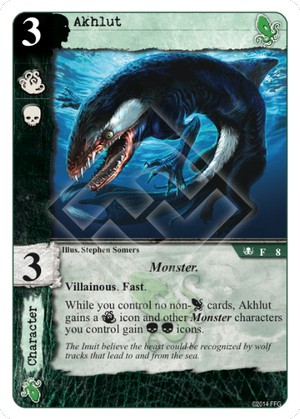 3
Akhlut
Illus. Stephen Somers
F 8
3
Character
Monster.
Villainous. Fast.
While you control no non- cards, Akhlut
gains a icon and other Monster characters
you control gain icons.
The Inuit believe the beast could be recognized by wolf
tracks that lead to and from the sea.
©2014 FFG